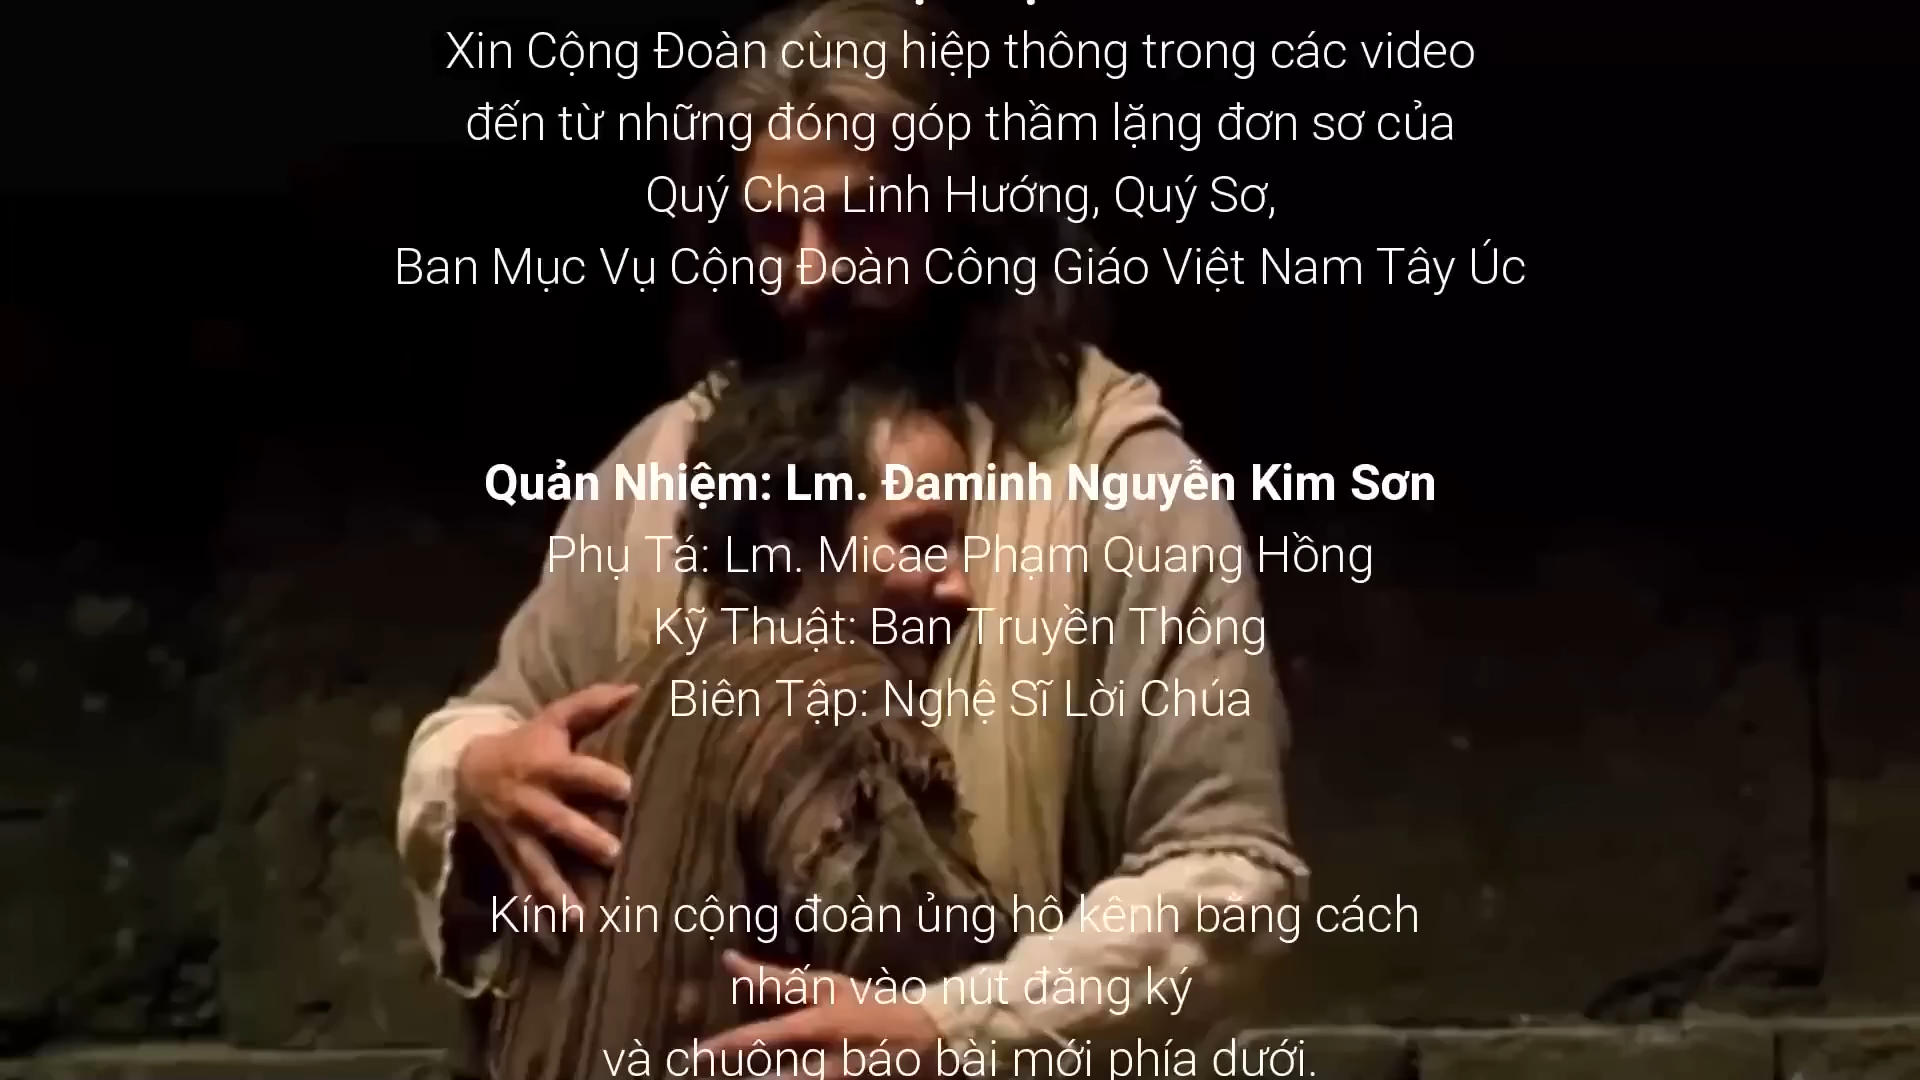 Xin Cộng Đoàn cùng hiệp thông trong các video
đến từ những đóng góp thầm lặng đơn sơ của
Quý Cha Linh Hướng, Quý Sơ,
Ban Mục Vụ Cộng Đoàn Công Giáo Việt Nam Tây Úc
Quản Nhiệm: Lm. Đaminh Nguyễn Kim Sơn
Phụ Tá: Lm. Micae Phạm Quang Hồng
Kỹ Thuật: Ban Truyền Thông
Biên Tập: Nghệ Sĩ Lời Chúa
Kính xin cộng đoàn ủng hộ kênh bằng cách
nhấn vào nút đăng ký
và chuông báo bài mới phía dưới.